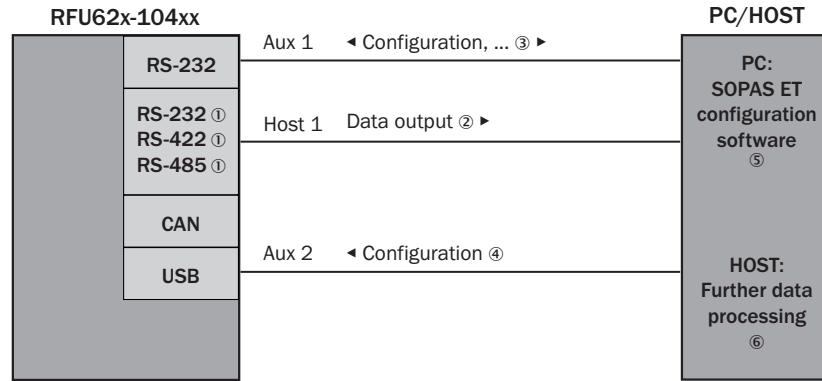 RFU62x-104xx
PC/HOST
Aux 1 ◄ Configuration, ... ③ ►
RS-232
RS-232 ①
RS-422 ①
RS-485 ①
Host 1 Data output ② ►
CAN
Aux 2 ◄ Configuration ④
USB
PC:
SOPAS ET
configuration
software
⑤
HOST:
Further data
processing
⑥